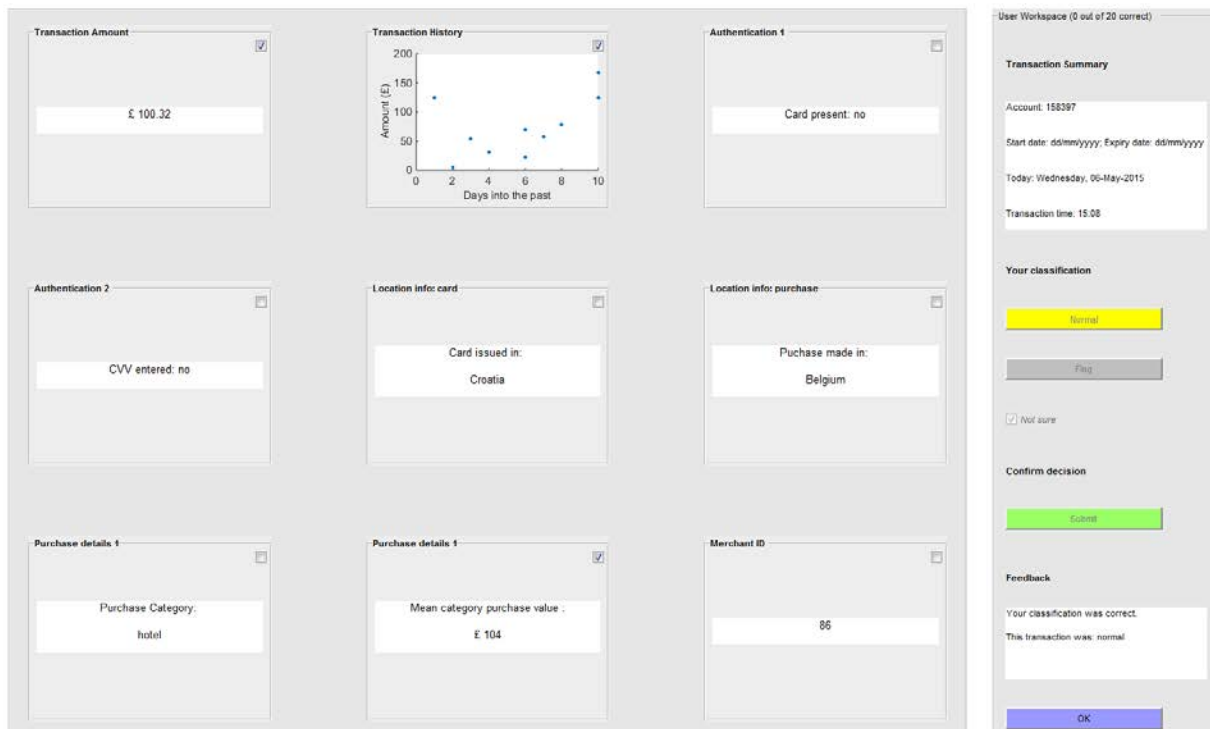 Transaction Amount
£ 100.32
Transaction History
200
150
100
50
0
Amount (£)
0 2 4 6 8 10
Days into the past
Authentication 1
Card present: no
Authentication 2
CVV entered: no
Location info: card
Card issued in:
Croatia
Location info: purchase
Puchase made in:
Belgium
Purchase details 1
Purchase Category:
hotel
Purchase details 1
Mean category purchase value :
£ 104
Merchant ID
86
User Workspace (0 out of 20 correct)
Transaction Summary
Account: 158397
Start date: dd/mm/yyyy; Expiry date: dd/mm/yyyy
Today: Wednesday, 06-May-2015
Transaction time: 15.08
Your classification
Normal
Flag
Not sure
Confirm decision
Submit
Feedback
Your classification was correct.
This transaction was: normal
OK